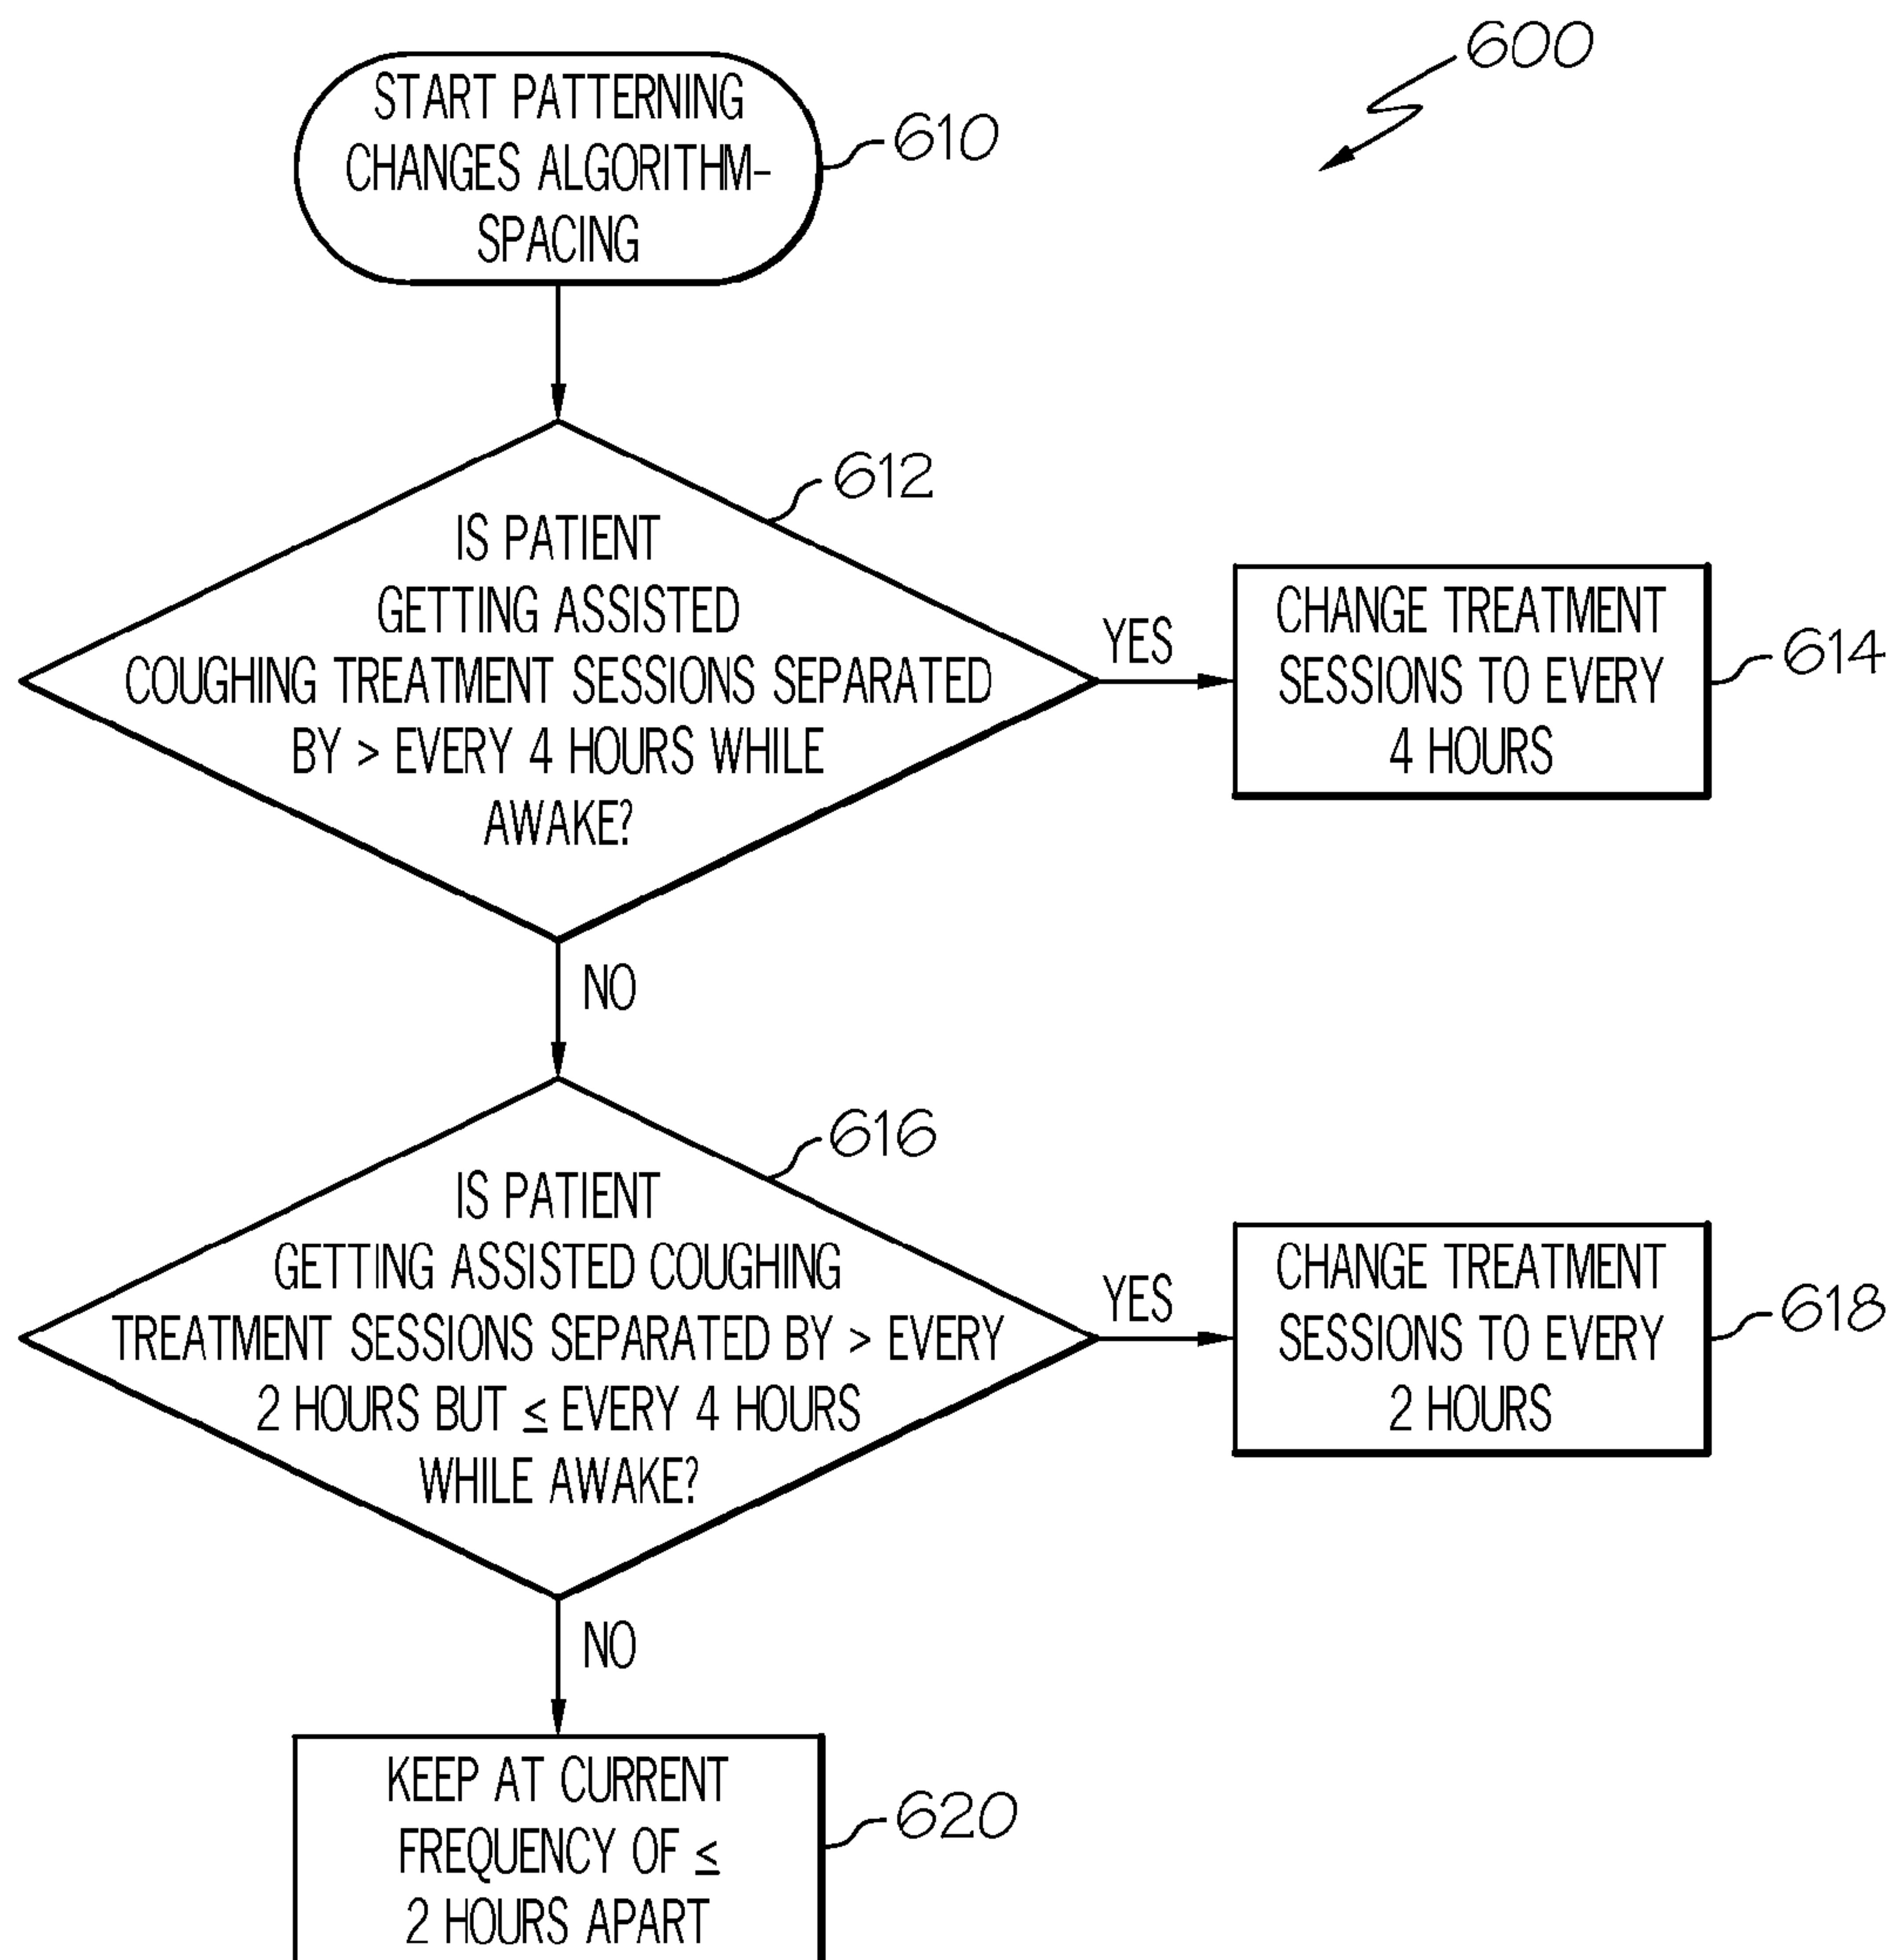 600
START PATTERNING
CHANGES ALGORITHM-
SPACING
610
612
IS PATIENT
GETTING ASSISTED
COUGHING TREATMENT SESSIONS SEPARATED
BY > EVERY 4 HOURS WHILE
AWAKE?
YES
CHANGE TREATMENT
SESSIONS TO EVERY
4 HOURS
614
NO
616
IS PATIENT
GETTING ASSISTED COUGHING
TREATMENT SESSIONS SEPARATED BY > EVERY
2 HOURS BUT ≤ EVERY 4 HOURS
WHILE AWAKE?
YES
CHANGE TREATMENT
SESSIONS TO EVERY
2 HOURS
618
NO
KEEP AT CURRENT
FREQUENCY OF ≤
2 HOURS APART
620